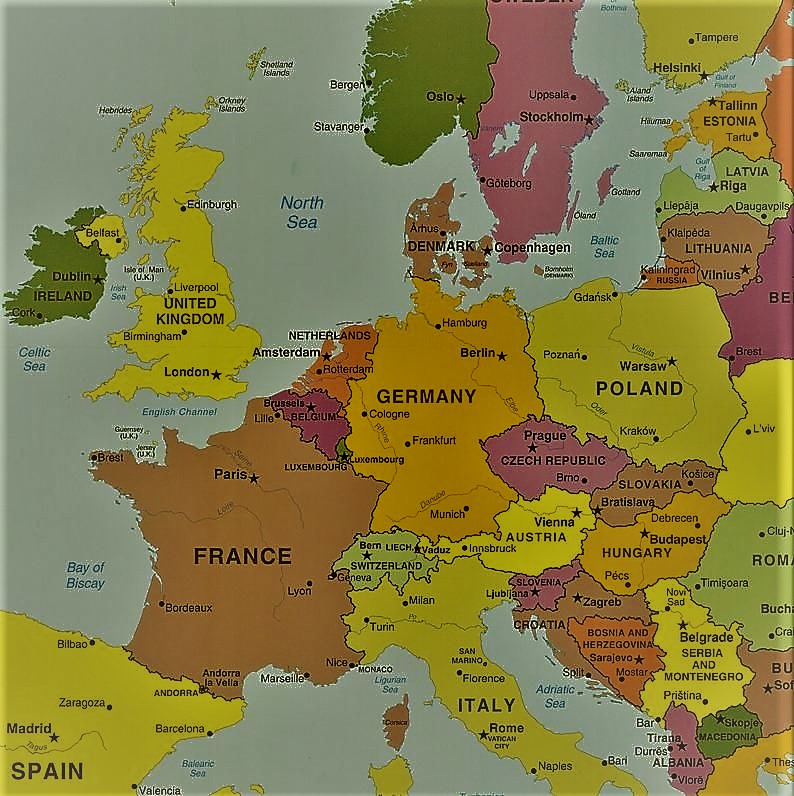 SWEDEN
of
Bothnia
Tampere
Helsinki
Shetland
Islands
Bergen
Oslo
Uppsala
Åland
Islands
Gulf of
Finland
Hebrides
Orkney
Islands
Stavanger
Stockholm
Tallinn
ESTONIA
Hiiumaa
Tartu
Saaremaa
Gulf
of
Riga
LATVIA
Riga
North
Sea
Göteborg
Gotland
Edinburgh
Liepāja
Daugavpils
Öland
Belfast
Århus
DENMARK
Copenhagen
Baltic
Sea
Klaipėda
LITHUANIA
Fyn
Sjælland
Bornholm
(DENMARK)
Kaliningrad
RUSSIA
Vilnius
Dublin
IRELAND
Isle of Man
(U.K.)
Irish
Sea
Liverpool
UNITED
KINGDOM
Cork
Birmingham
Gdańsk
BE
Hamburg
NETHERLANDS
Amsterdam
Rotterdam
Berlin
Poznań
Vistula
Warsaw
Brest
Celtic
Sea
London
English Channel
Brussels
BELGIUM
Lille
GERMANY
Cologne
Elbe
POLAND
Oder
Kraków
L'viv
Guernsey
(U.K.)
Jersey
(U.K.)
Brest
Rhine
Frankfurt
Prague
CZECH REPUBLIC
Brno
LUXEMBOURG
Luxembourg
Seine
Paris
Loire
Danube
Munich
SLOVAKIA
Košice
Bratislava
Vienna
AUSTRIA
Debrecen
Budapest
HUNGARY
Cluj-N
FRANCE
Bern
LIECH.
Vaduz
Innsbruck
SWITZERLAND
Geneva
Pécs
ROMA
Bay of
Biscay
Lyon
Milan
SLOVENIA
Ljubljana
Zagreb
Timişoara
Novi
Sad
Bordeaux
Turin
Po
CROATIA
Belgrade
Bucha
Crai
BOSNIA AND
HERZEGOVINA
Sarajevo
Mostar
SERBIA
AND
MONTENEGRO
Bilbao
Nice
MONACO
SAN
MARINO
Florence
Split
BU
Sof
Andorra
la Vella
ANDORRA
Marseille
Ligurian
Sea
Adriatic
Sea
Priština
Zaragoza
Corsica
ITALY
Bar
Skopje
MACEDONIA
Madrid
Tagus
Barcelona
Rome
VATICAN
CITY
Tirana
Durrës
ALBANIA
SPAIN
Balearic
Sea
Naples
Bari
Vlorë
Thes
Valencia